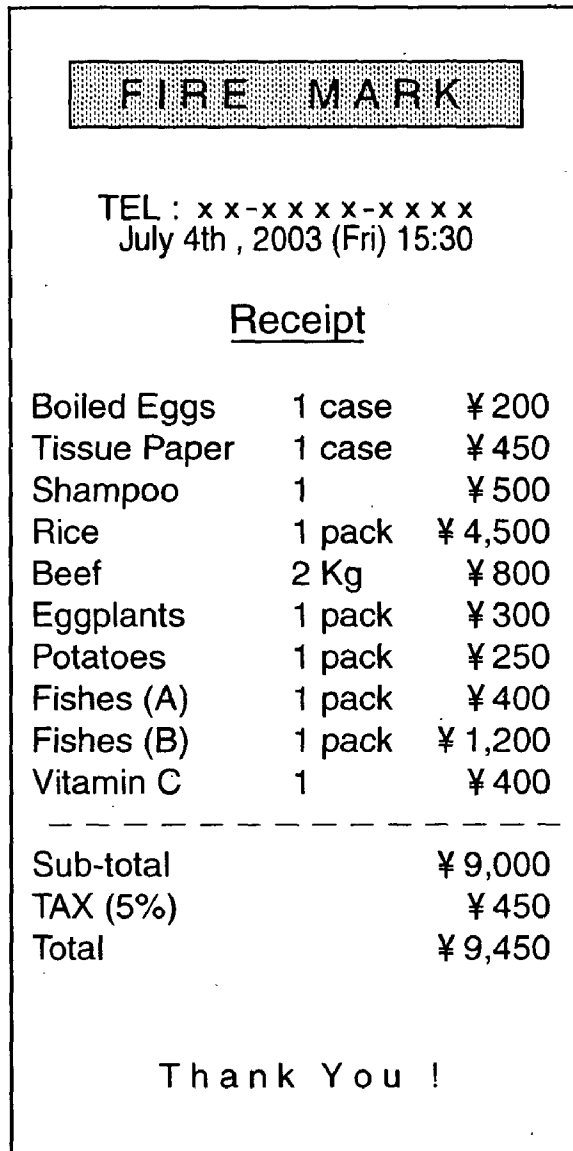 FIRE MARK
TEL : x x-x x x x-x x x x
July 4th , 2003 (Fri) 15:30
Receipt
Boiled Eggs 1 case ¥ 200
Tissue Paper 1 case ¥ 450
Shampoo 1 ¥ 500
Rice 1 pack ¥ 4,500
Beef 2 Kg ¥ 800
Eggplants 1 pack ¥ 300
Potatoes 1 pack ¥ 250
Fishes (A) 1 pack ¥ 400
Fishes (B) 1 pack ¥ 1,200
Vitamin C 1 ¥ 400
Sub-total ¥ 9,000
TAX (5%) ¥ 450
Total ¥ 9,450
Thank You !